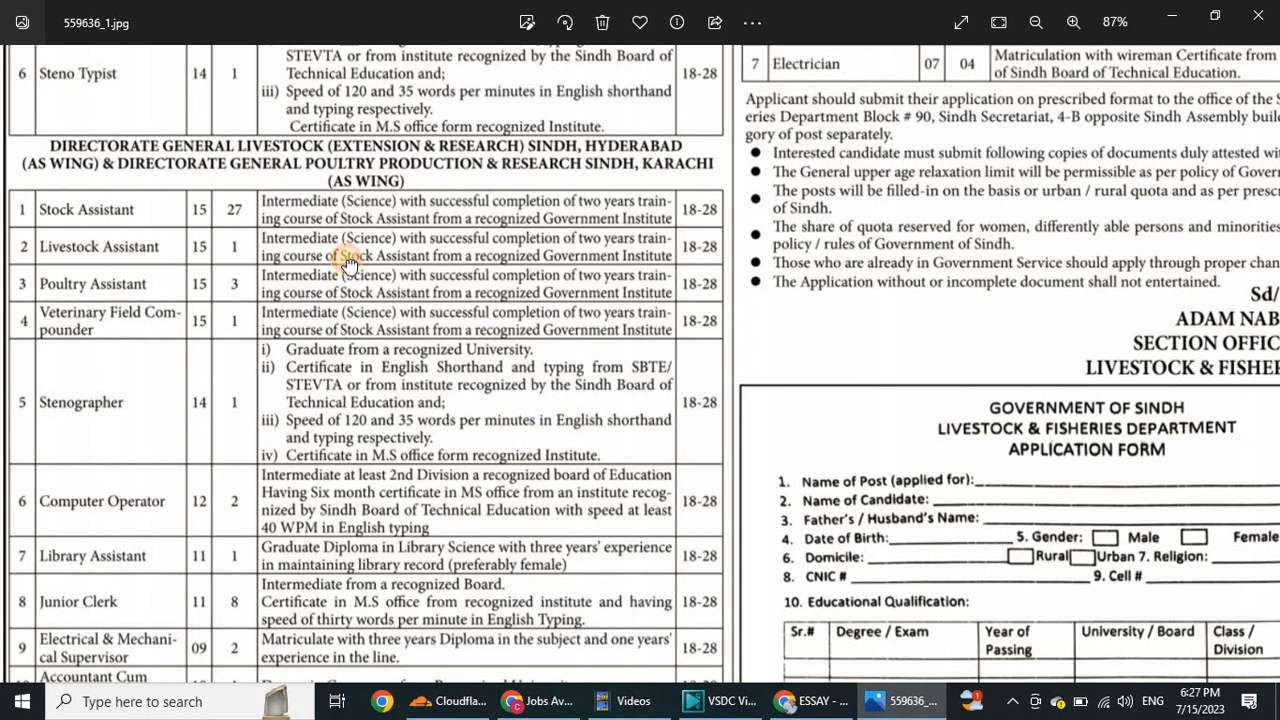 559636_1.jpg
87%
STEVTA or from institute recognized by the Sindh Board of
6 Steno Typist 14 1 Technical Education and; 18-28
iii) Speed of 120 and 35 words per minutes in English shorthand
and typing respectively.
Certificate in M.S office form recognized Institute.
DIRECTORATE GENERAL LIVESTOCK (EXTENSION & RESEARCH) SINDH, HYDERABAD
(AS WING) & DIRECTORATE GENERAL POULTRY PRODUCTION & RESEARCH SINDH, KARACHI
(AS WING)
1 Stock Assistant 15 27 Intermediate (Science) with successful completion of two years train-
ing course of Stock Assistant from a recognized Government Institute 18-28
2 Livestock Assistant 15 1 Intermediate (Science) with successful completion of two years train-
ing course of Stock Assistant from a recognized Government Institute 18-28
3 Poultry Assistant 15 3 Intermediate (Science) with successful completion of two years train-
ing course of Stock Assistant from a recognized Government Institute 18-28
4 Veterinary Field Com-
pounder 15 1 Intermediate (Science) with successful completion of two years train-
ing course of Stock Assistant from a recognized Government Institute 18-28
i) Graduate from a recognized University.
ii) Certificate in English Shorthand and typing from SBTE/
STEVTA or from institute recognized by the Sindh Board of
5 Stenographer 14 1 Technical Education and; 18-28
iii) Speed of 120 and 35 words per minutes in English shorthand
and typing respectively.
iv) Certificate in M.S office form recognized Institute.
Intermediate at least 2nd Division a recognized board of Education
6 Computer Operator 12 2 Having Six month certificate in MS office from an institute recog-
nized by Sindh Board of Technical Education with speed at least 18-28
40 WPM in English typing
7 Library Assistant 11 1 Graduate Diploma in Library Science with three years' experience
in maintaining library record (preferably female) 18-28
Intermediate from a recognized Board.
8 Junior Clerk 11 8 Certificate in M.S office from recognized institute and having 18-28
speed of thirty words per minute in English Typing.
9 Electrical & Mechani-
cal Supervisor 09 2 Matriculate with three years Diploma in the subject and one years'
experience in the line. 18-28
Accountant Cum
7 Electrician 07 04 Matriculation with wireman Certificate from
of Sindh Board of Technical Education.
Applicant should submit their application on prescribed format to the office of the
eries Department Block # 90, Sindh Secretariat, 4-B opposite Sindh Assembly
gory of post separately.
● Interested candidate must submit following copies of documents duly attested
● The General upper age relaxation limit will be permissible as per policy of
● The posts will be filled-in on the basis or urban / rural quota and as per
of Sindh.
● The share of quota reserved for women, differently able persons and minorities
policy / rules of Government of Sindh.
● Those who are already in Government Service should apply through proper
● The Application without or incomplete document shall not entertained.
Sd/
ADAM NAB
SECTION OFFIC
LIVESTOCK & FISHE
GOVERNMENT OF SINDH
LIVESTOCK & FISHERIES DEPARTMENT
APPLICATION FORM
1. Name of Post (applied for):
2. Name of Candidate:
3. Father's / Husband's Name:
4. Date of Birth: 5. Gender: Male Female
6. Domicile: Rural Urban 7. Religion:
8. CNIC # 9. Cell #
10. Educational Qualification:
Sr.# Degree / Exam Year of
Passing University / Board Class /
Division
Type here to search
Cloudfla...
Jobs Av...
Videos
VSDC Vi...
ESSAY - ...
559636_...
ENG
6:27 PM
7/15/2023